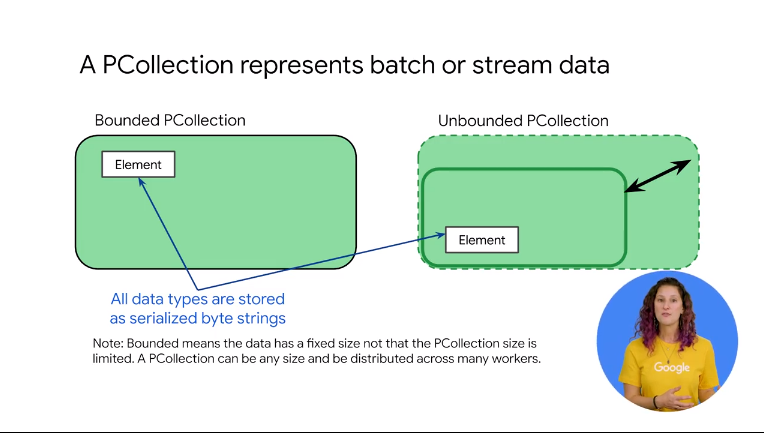 A PCollection represents batch or stream data
Bounded PCollection
Unbounded PCollection
Element
Element
All data types are stored
as serialized byte strings
Note: Bounded means the data has a fixed size not that the PCollection size is
limited. A PCollection can be any size and be distributed across many workers.
Google